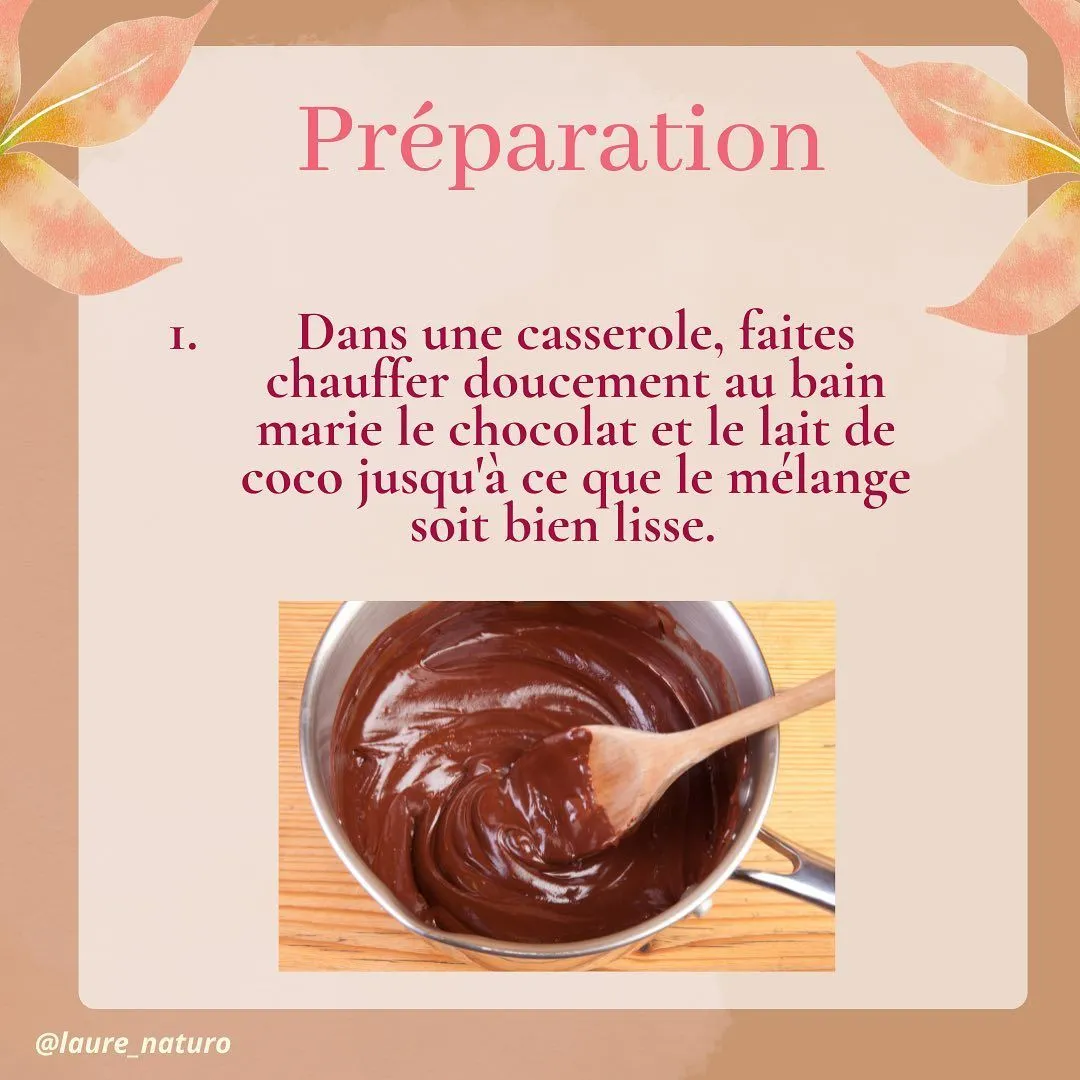 Préparation
1. Dans une casserole, faites
chauffer doucement au bain
marie le chocolat et le lait de
coco jusqu'à ce que le mélange
soit bien lisse.
@laure_naturo